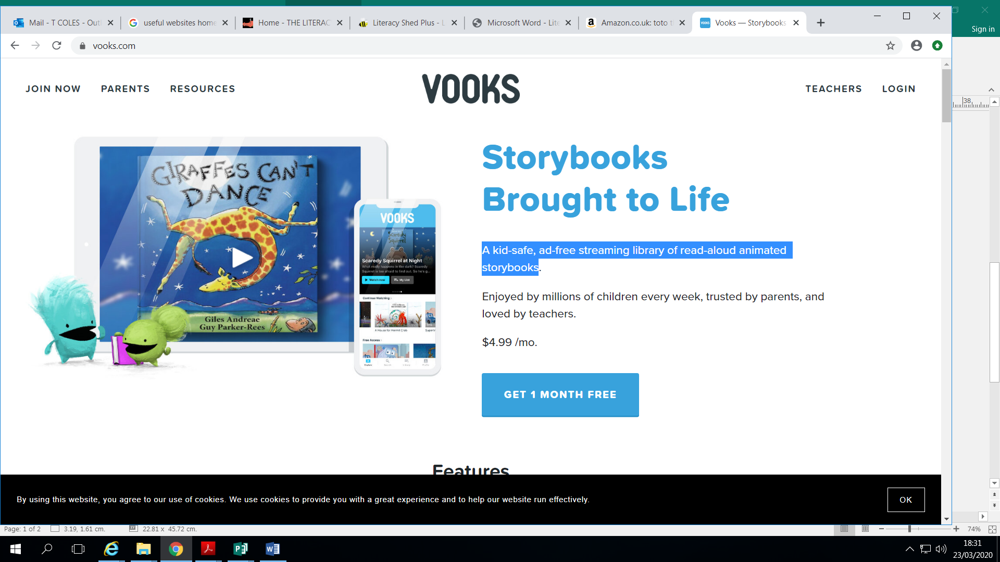 Sign in
Mail - T COLES - Outl
useful websites home
Home - THE LITERAC
Literacy Shed Plus - L
Microsoft Word - Lite
Amazon.co.uk: toto t
Vooks — Storybooks
vooks.com
JOIN NOW PARENTS RESOURCES
VOOKS
TEACHERS LOGIN
38
GIRAFFES CAN'T
DANCE
Giles Andreae
Guy Parker-Rees
VOOKS
Scaredy
Squirrel
Scaredy Squirrel at Night
What really happens in the dark? Scaredy
Squirrel is too afraid to find out. So he's g...
Watch now My List
Continue Watching
A House for Hermit Crab
Supertr
Free Access
Explore
Storybooks
Brought to Life
A kid-safe, ad-free streaming library of read-aloud animated
storybooks.
Enjoyed by millions of children every week, trusted by parents, and
loved by teachers.
$4.99 /mo.
GET 1 MONTH FREE
Features
By using this website, you agree to our use of cookies. We use cookies to provide you with a great experience and to help our website run effectively.
OK
Page: 1 of 2 3.19, 1.61 cm. 22.81 x 45.72 cm.
74%
18:31
23/03/2020